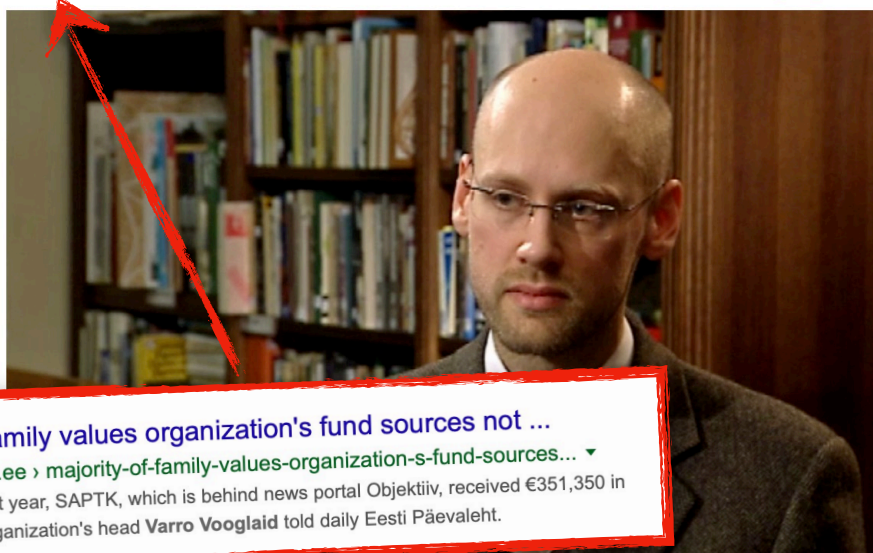 amily values organization's fund sources not ...
.ee › majority-of-family-values-organization-s-fund-sources...
t year, SAPTK, which is behind news portal Objektiiv, received €351,350 in
ganization's head Varro Vooglaid told daily Eesti Päevaleht.